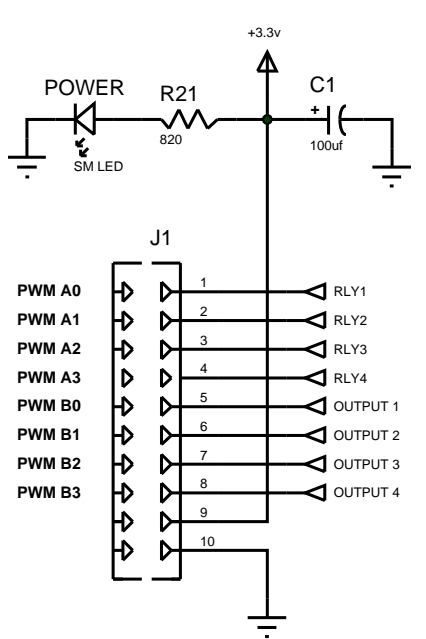 +3.3v
POWER
R21
C1
+
820
100uf
SM LED
J1
PWM A0 1 RLY1
PWM A1 2 RLY2
PWM A2 3 RLY3
PWM A3 4 RLY4
PWM B0 5 OUTPUT 1
PWM B1 6 OUTPUT 2
PWM B2 7 OUTPUT 3
PWM B3 8 OUTPUT 4
9
10